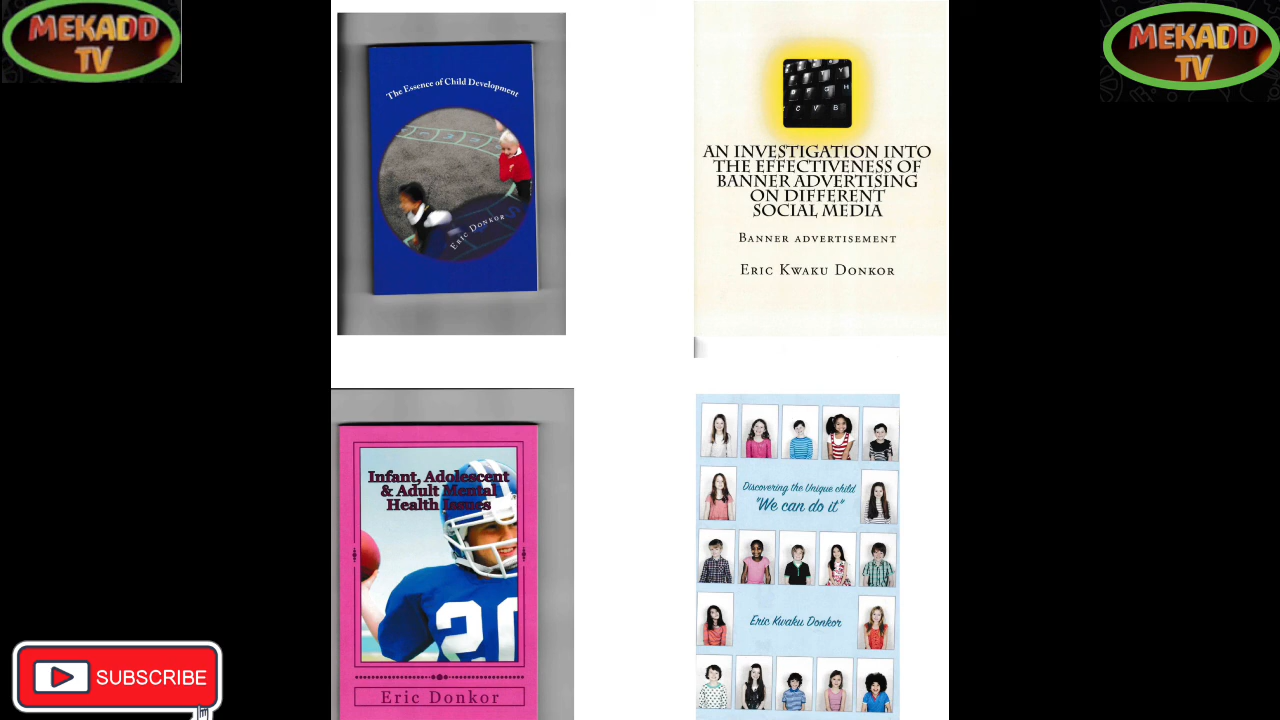 MEKADD
TV
MEKADD
TV
The Essence of Child Development
Eric Donkor
Y
D
G
H
C
V
B
AN INVESTIGATION INTO
THE EFFECTIVENESS OF
BANNER ADVERTISING
ON DIFFERENT
SOCIAL MEDIA
BANNER ADVERTISEMENT
ERIC KWAKU DONKOR
Infant, Adolescent
& Adult Mental
Health Issues
20
Eric Donkor
Discovering the Unique child
"We can do it"
Eric Kwaku Donkor
SUBSCRIBE